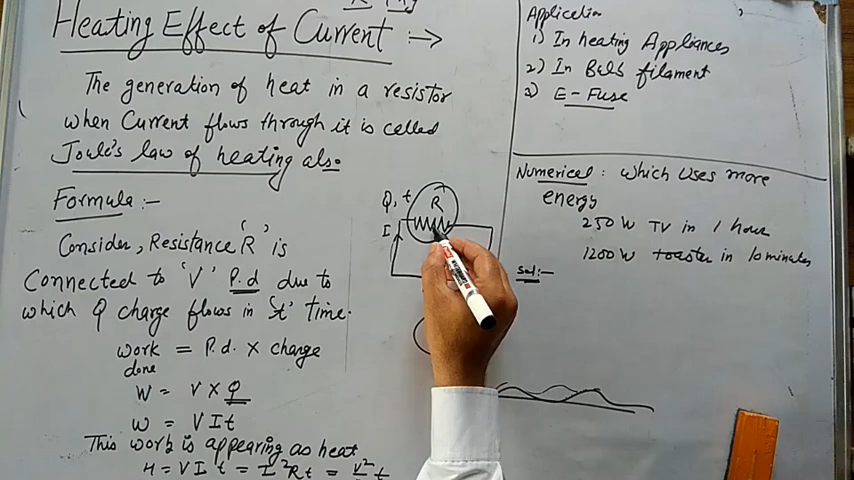 Heating Effect of Current :→
The generation of heat in a resistor
when Current flows through it is called
Joule's law of heating also.
Formula :-
Consider, Resistance 'R' is
Connected to 'V' P.d due to
which Q charge flows in 't' time.
work = P.d. × charge
done
W = V × Q
W = V I t
This work is appearing as heat
H = V I t = I²Rt = V² t
Q, t
R
I
Application
1) In heating Appliances
2) In Bulb filament
3) E-Fuse
Numerical : which uses more
energy
250 W TV in 1 hour
1200 W toaster in 10 minutes
Sol:-